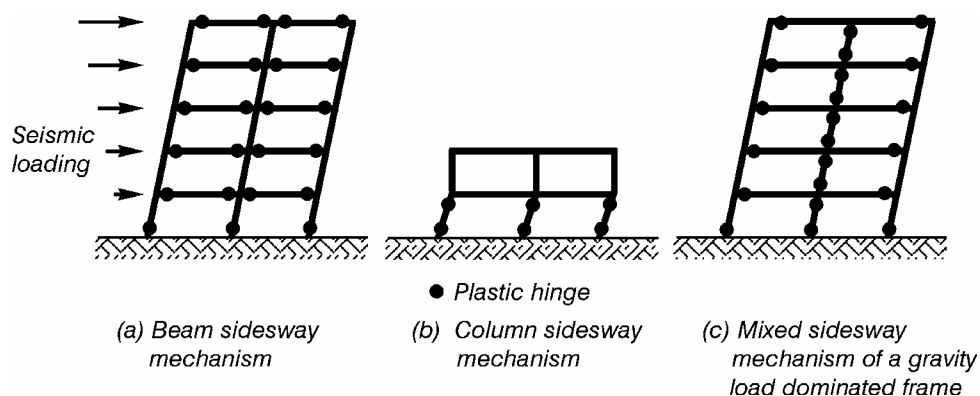 Seismic
loading
Plastic hinge
(a) Beam sidesway
mechanism
(b) Column sidesway
mechanism
(c) Mixed sidesway
mechanism of a gravity
load dominated frame